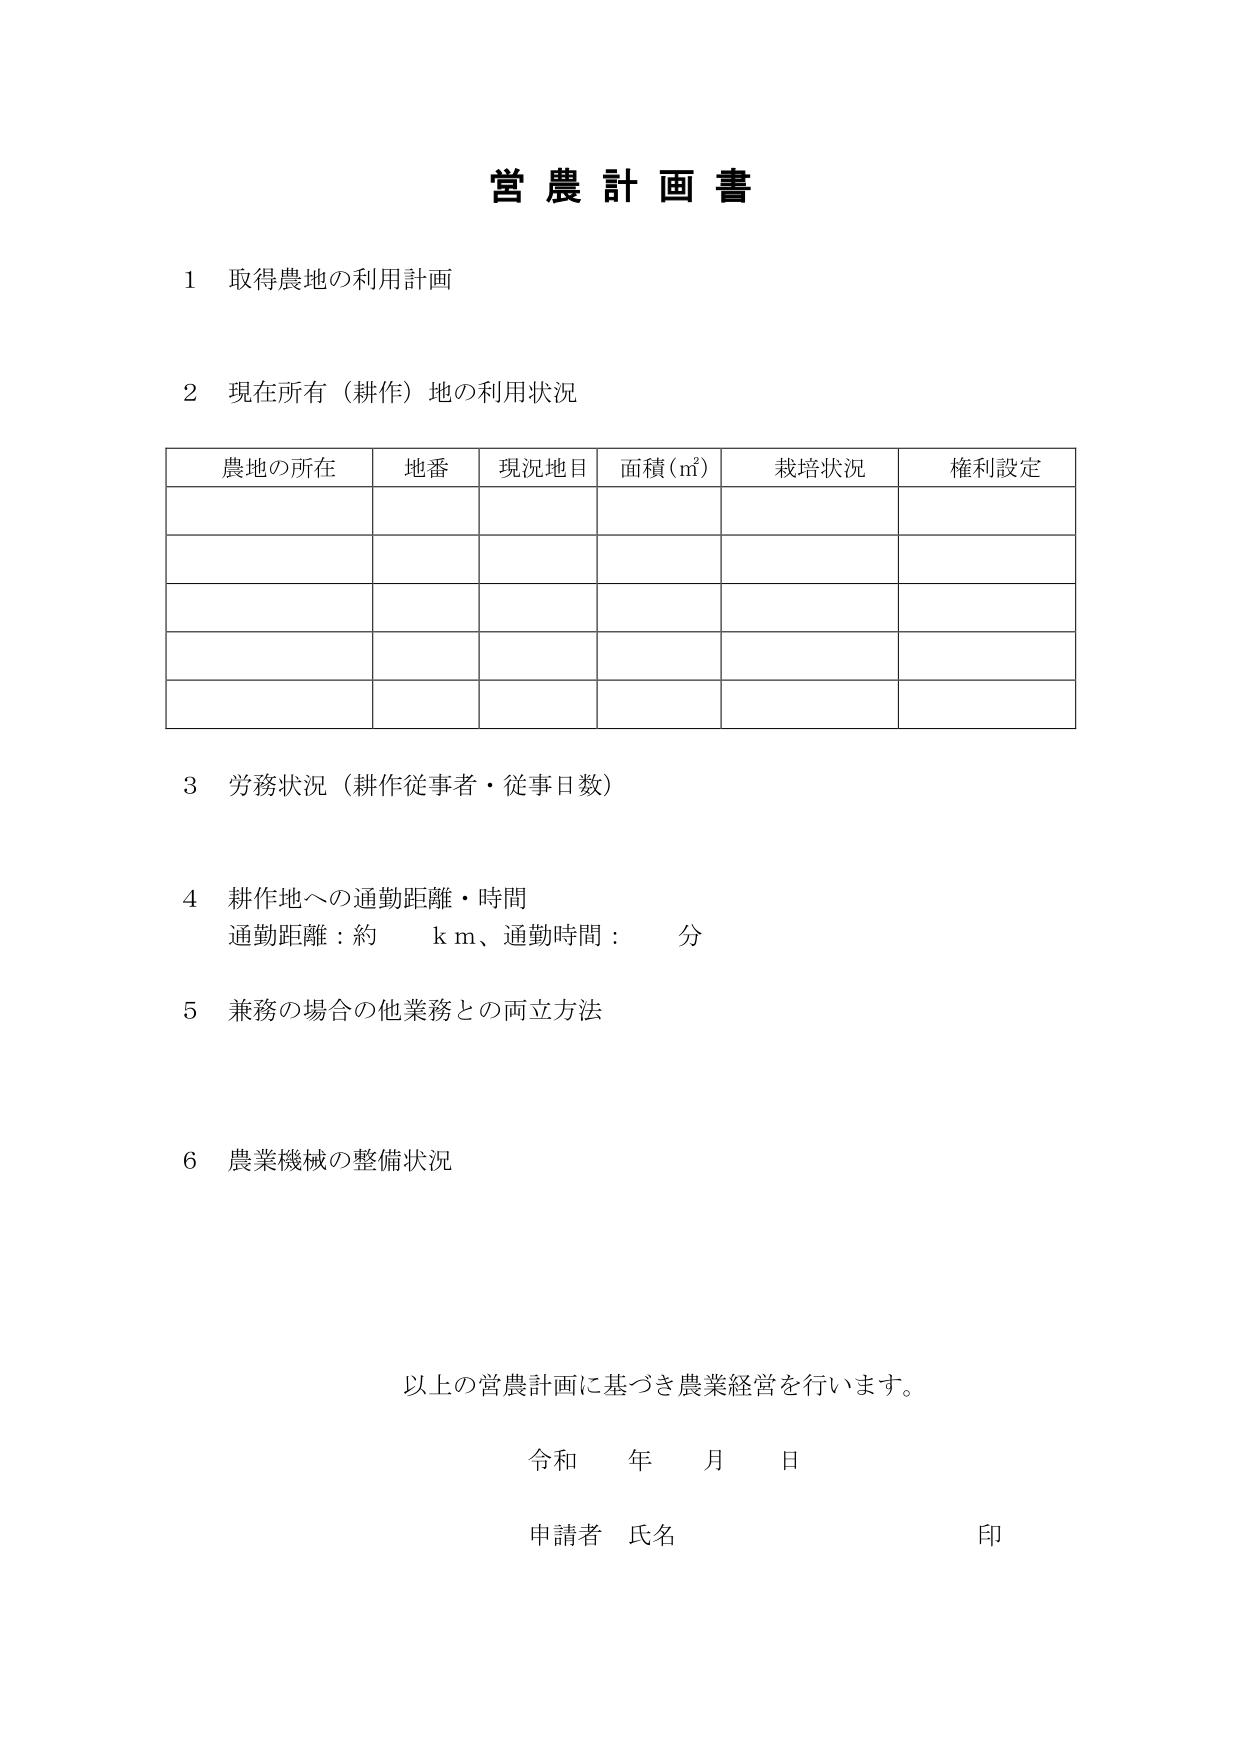 営農計画書
１　取得農地の利用計画
２　現在所有（耕作）地の利用状況
農地の所在　地番　現況地目　面積(㎡)　栽培状況　権利設定
３　労務状況（耕作従事者・従事日数）
４　耕作地への通勤距離・時間
通勤距離：約　　ｋｍ、通勤時間：　　分
５　兼務の場合の他業務との両立方法
６　農業機械の整備状況
以上の営農計画に基づき農業経営を行います。
令和　　年　　月　　日
申請者　氏名　　　　　　　　　　　　印